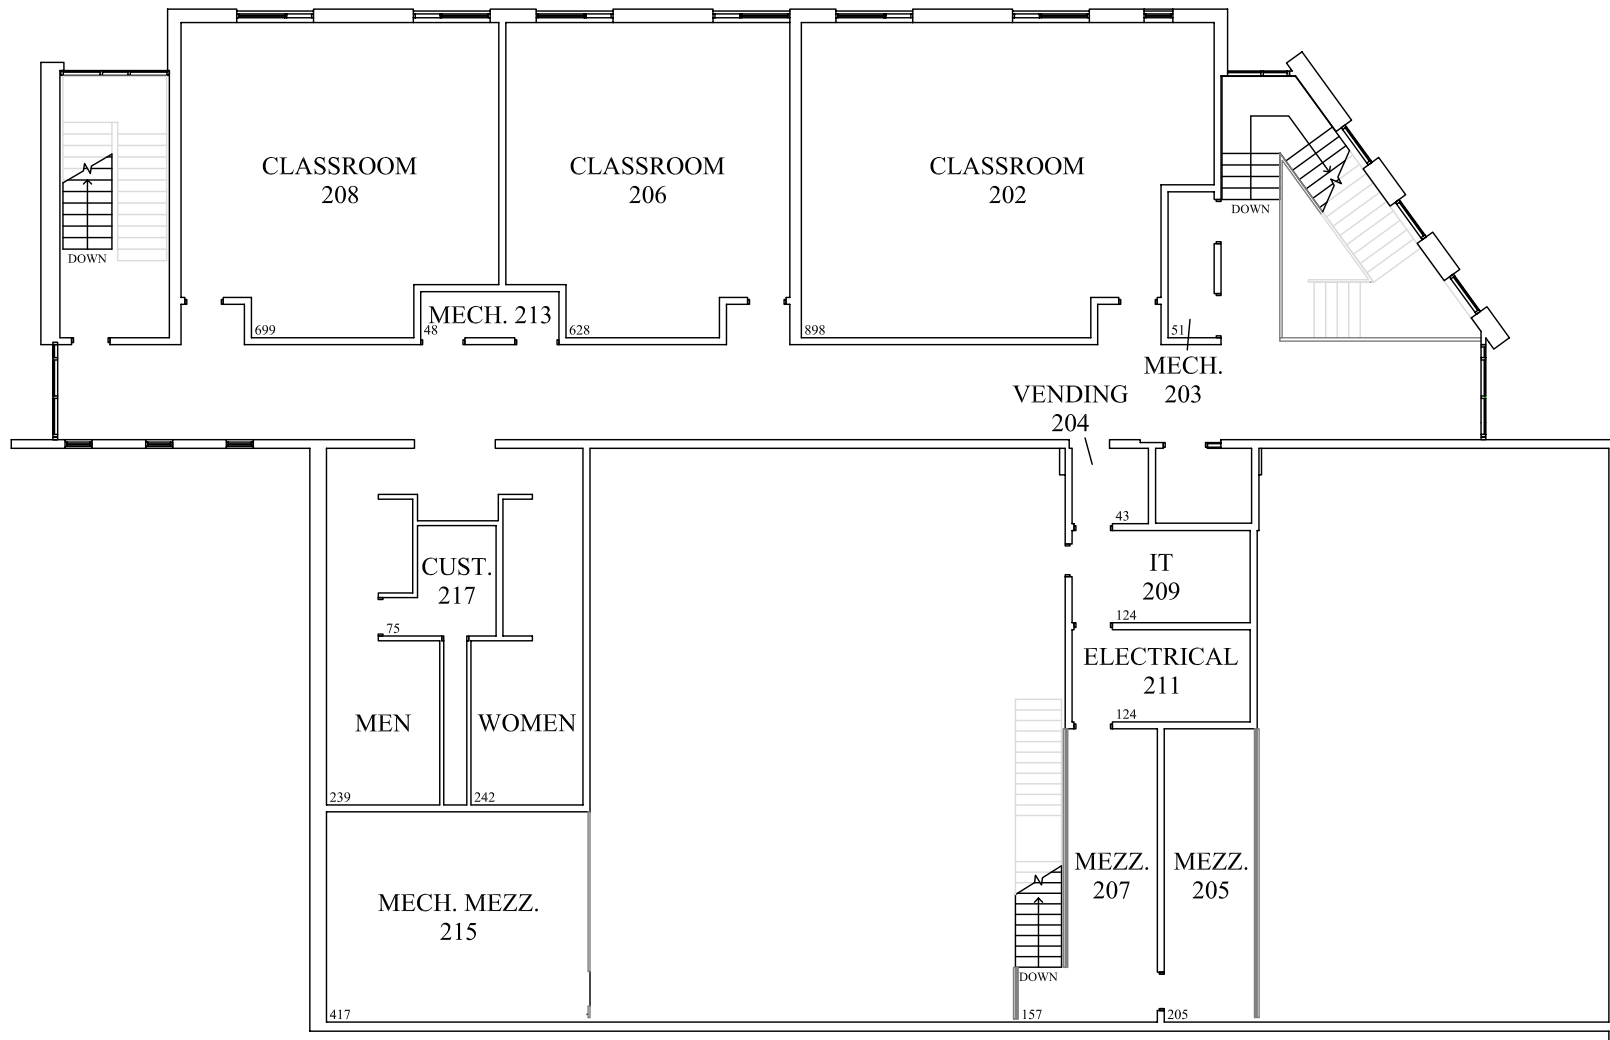 CLASSROOM
208
CLASSROOM
206
CLASSROOM
202
DOWN
DOWN
MECH. 213
699
48
628
898
51
MECH.
203
VENDING
204
43
CUST.
217
75
IT
209
124
ELECTRICAL
211
124
MEN
WOMEN
239
242
MECH. MEZZ.
215
417
MEZZ.
207
MEZZ.
205
DOWN
157
205